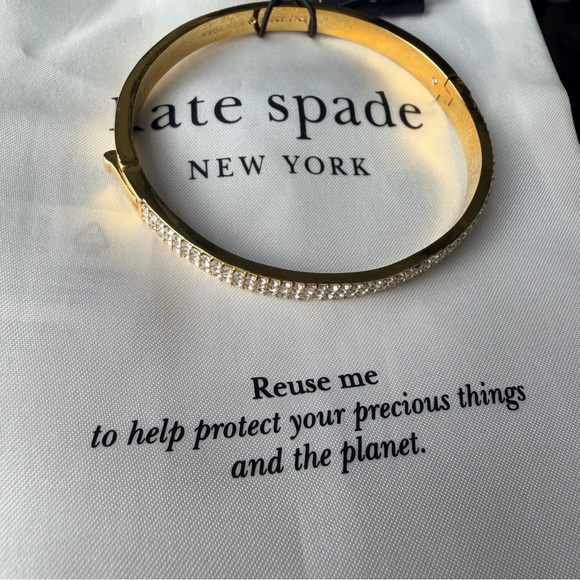 kate spade
NEW YORK
Reuse me
to help protect your precious things
and the planet.